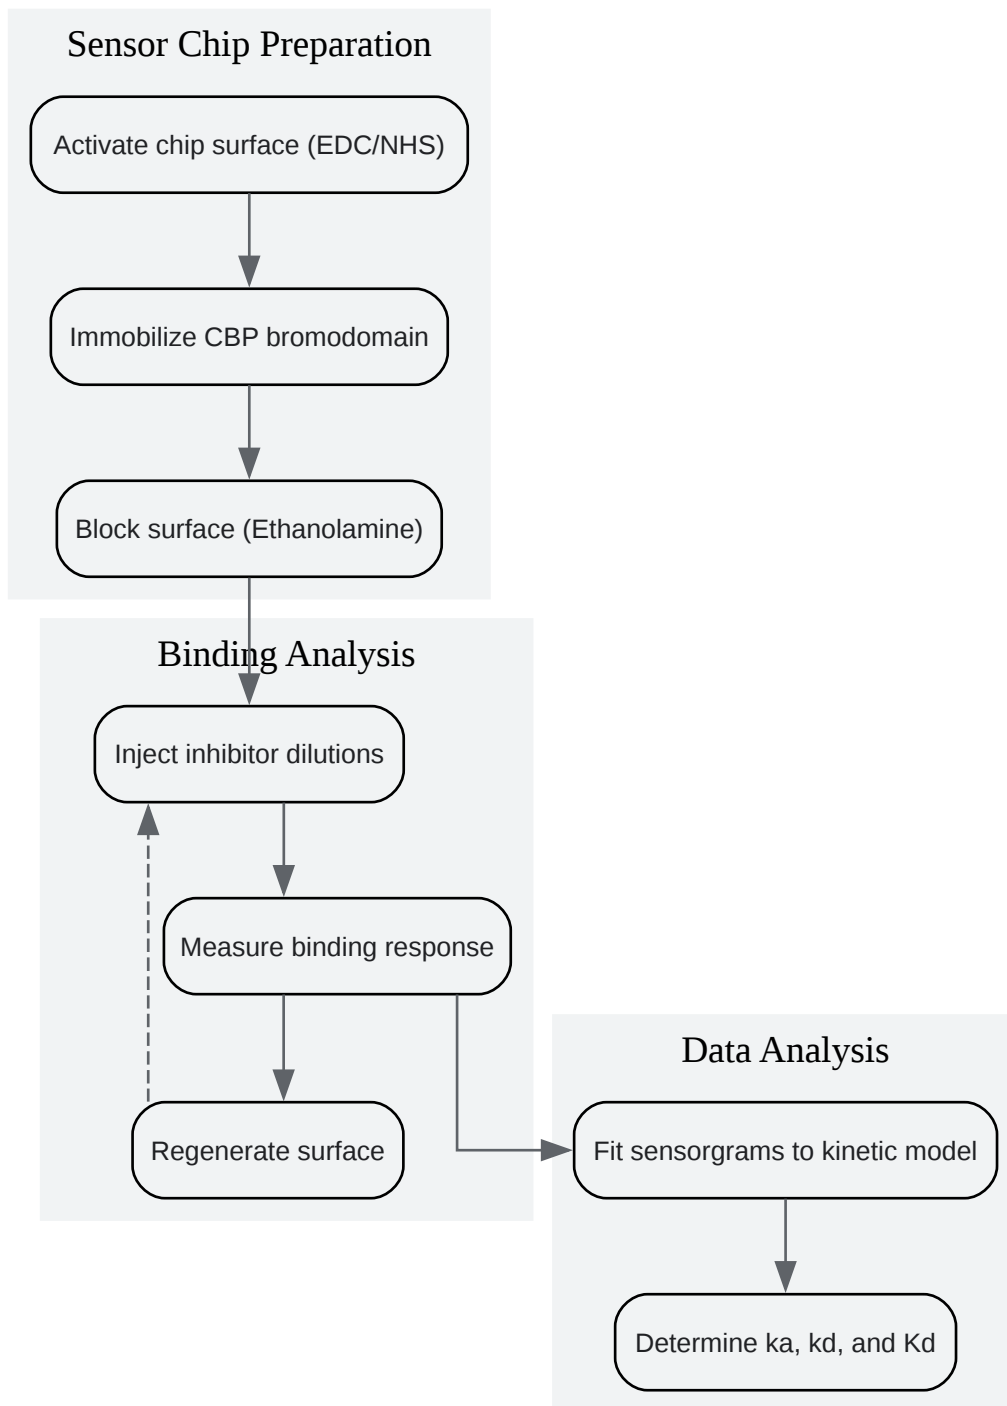 Sensor Chip Preparation
Activate chip surface (EDC/NHS)
Immobilize CBP bromodomain
Block surface (Ethanolamine)
Binding Analysis
Inject inhibitor dilutions
Measure binding response
Regenerate surface
Data Analysis
Fit sensorgrams to kinetic model
Determine ka, kd, and Kd